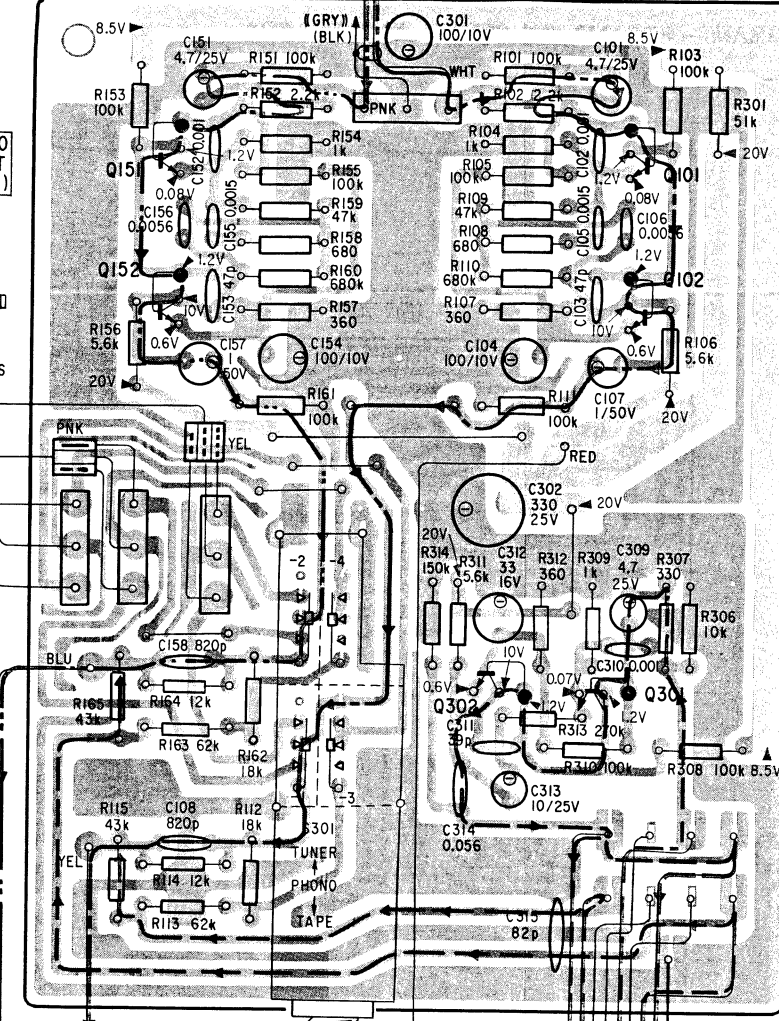 8.5V
((GRY))
(BLK)
C301
100/10V
C151
4.7/25V
R151 100k
WHT
R101 100k
C101
4.7/25V
8.5V
R103
100k
R153
100k
R152 2.2k
PNK
R102 2.2k
R301
51k
C152 0.001
R154
1k
R104
1k
C102 0.001
1.2V
20V
Q151
R155
100k
R105
100k
1.2V
Q101
0.08V
0.08V
C156
0.0056
C155 0.0015
R159
47k
R109
47k
C105 0.0015
C106
0.0056
R158
680
R108
680
1.2V
1.2V
Q152
C153 47p
R160
680k
R110
680k
C103 47p
Q102
10V
R157
360
R107
360
10V
R156
5.6k
0.6V
C157
1
50V
C154
100/10V
C104
100/10V
0.6V
R106
5.6k
20V
C107
1/50V
20V
R161
100k
R111
100k
PNK
YEL
RED
C302
330
25V
20V
20V
R314
150k
R311
5.6k
C312
33
16V
R312
360
R309
1k
C309
4.7
25V
R307
330
-2
-4
R306
10k
C158 820p
BLU
C310 0.001
10V
0.6V
0.07V
Q302
Q301
R165
43k
R164 12k
1.2V
1.2V
C311
39p
R313 270k
R163 62k
R162
18k
R310 100k
R308 100k
8.5V
-3
C313
10/25V
R115
43k
C108
820p
R112
18k
S301
C314
0.056
TUNER
YEL
R114 12k
PHONO
R113 62k
TAPE
C315
82p